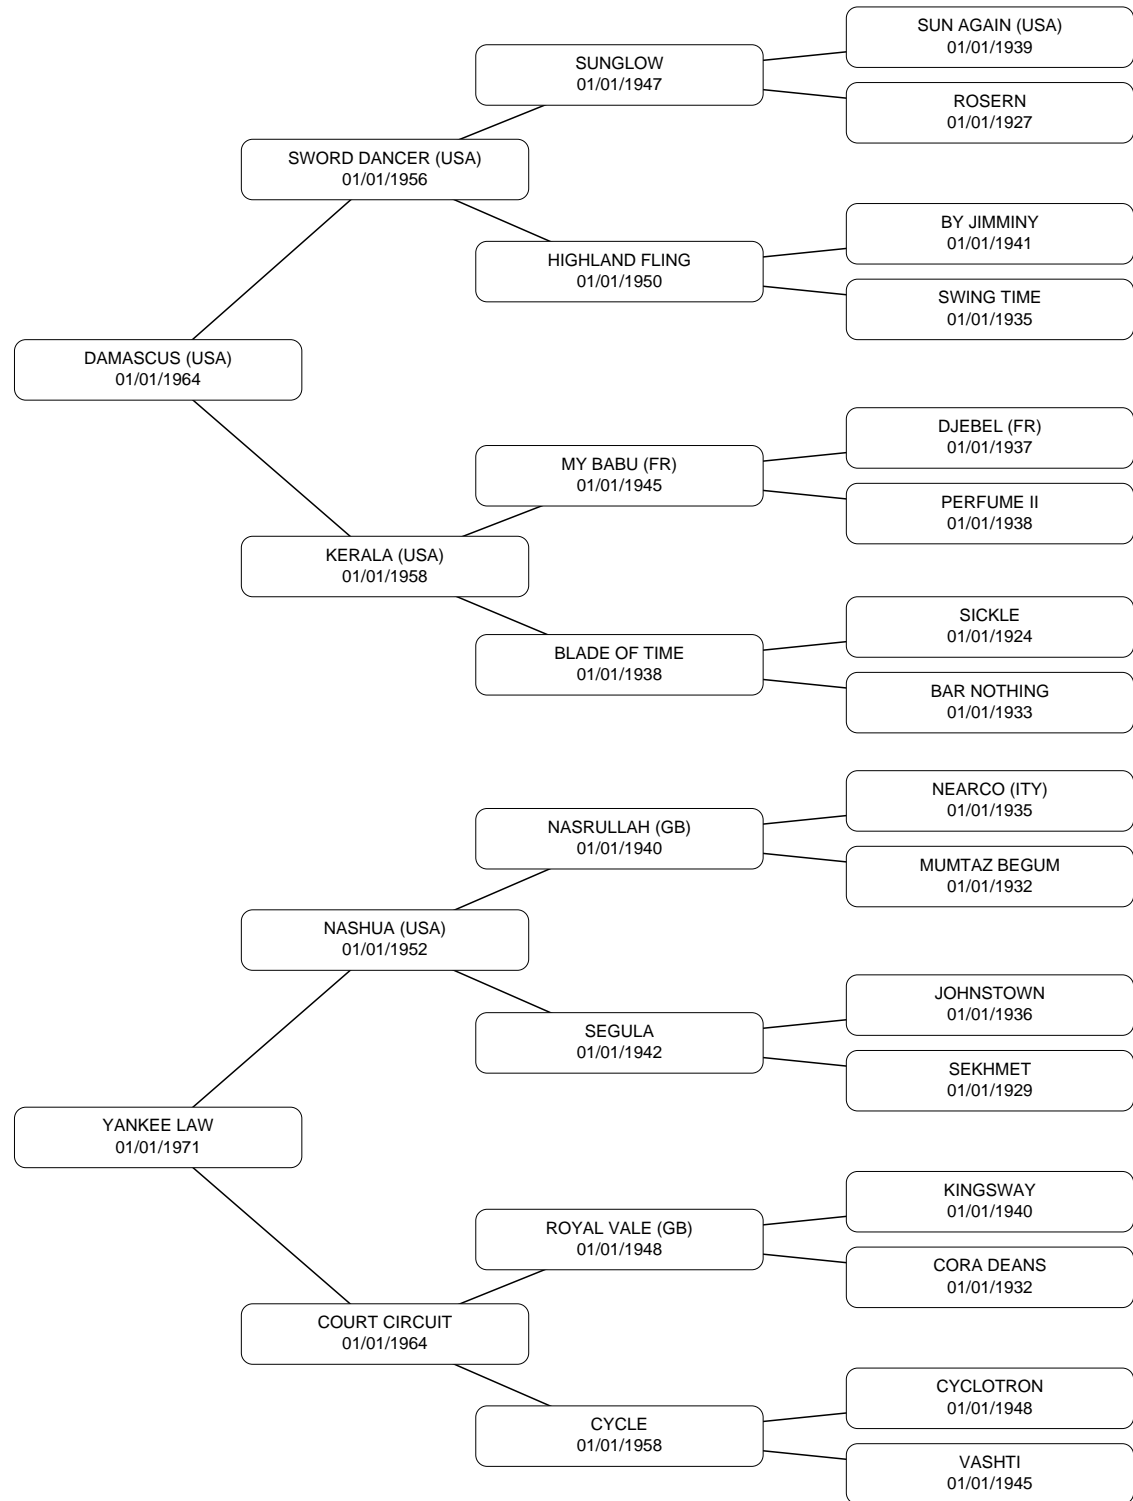 SUN AGAIN (USA)
01/01/1939
SUNGLOW
01/01/1947
ROSERN
01/01/1927
SWORD DANCER (USA)
01/01/1956
BY JIMMINY
01/01/1941
HIGHLAND FLING
01/01/1950
SWING TIME
01/01/1935
DAMASCUS (USA)
01/01/1964
DJEBEL (FR)
01/01/1937
MY BABU (FR)
01/01/1945
PERFUME II
01/01/1938
KERALA (USA)
01/01/1958
SICKLE
01/01/1924
BLADE OF TIME
01/01/1938
BAR NOTHING
01/01/1933
NEARCO (ITY)
01/01/1935
NASRULLAH (GB)
01/01/1940
MUMTAZ BEGUM
01/01/1932
NASHUA (USA)
01/01/1952
JOHNSTOWN
01/01/1936
SEGULA
01/01/1942
SEKHMET
01/01/1929
YANKEE LAW
01/01/1971
KINGSWAY
01/01/1940
ROYAL VALE (GB)
01/01/1948
CORA DEANS
01/01/1932
COURT CIRCUIT
01/01/1964
CYCLOTRON
01/01/1948
CYCLE
01/01/1958
VASHTI
01/01/1945